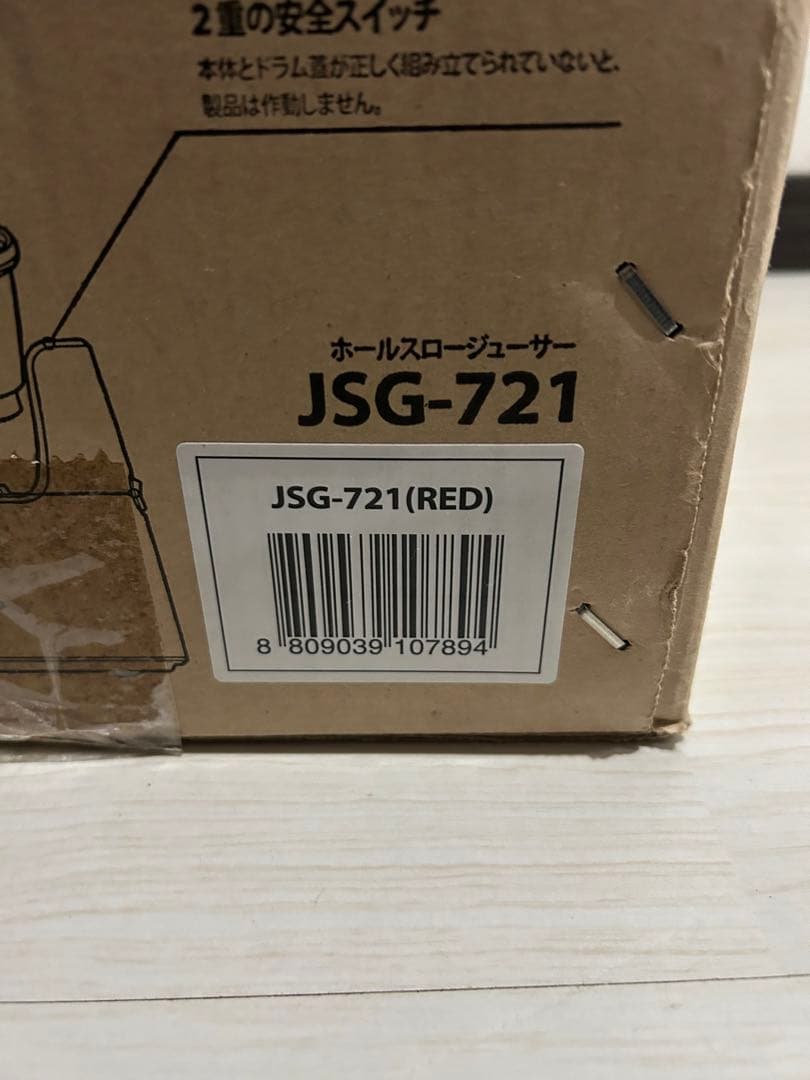 2重の安全スイッチ
本体とドラム蓋が正しく組み立てられていないと、
製品は作動しません。
ホールスロージューサー
JSG-721
JSG-721(RED)
8 809039 107894